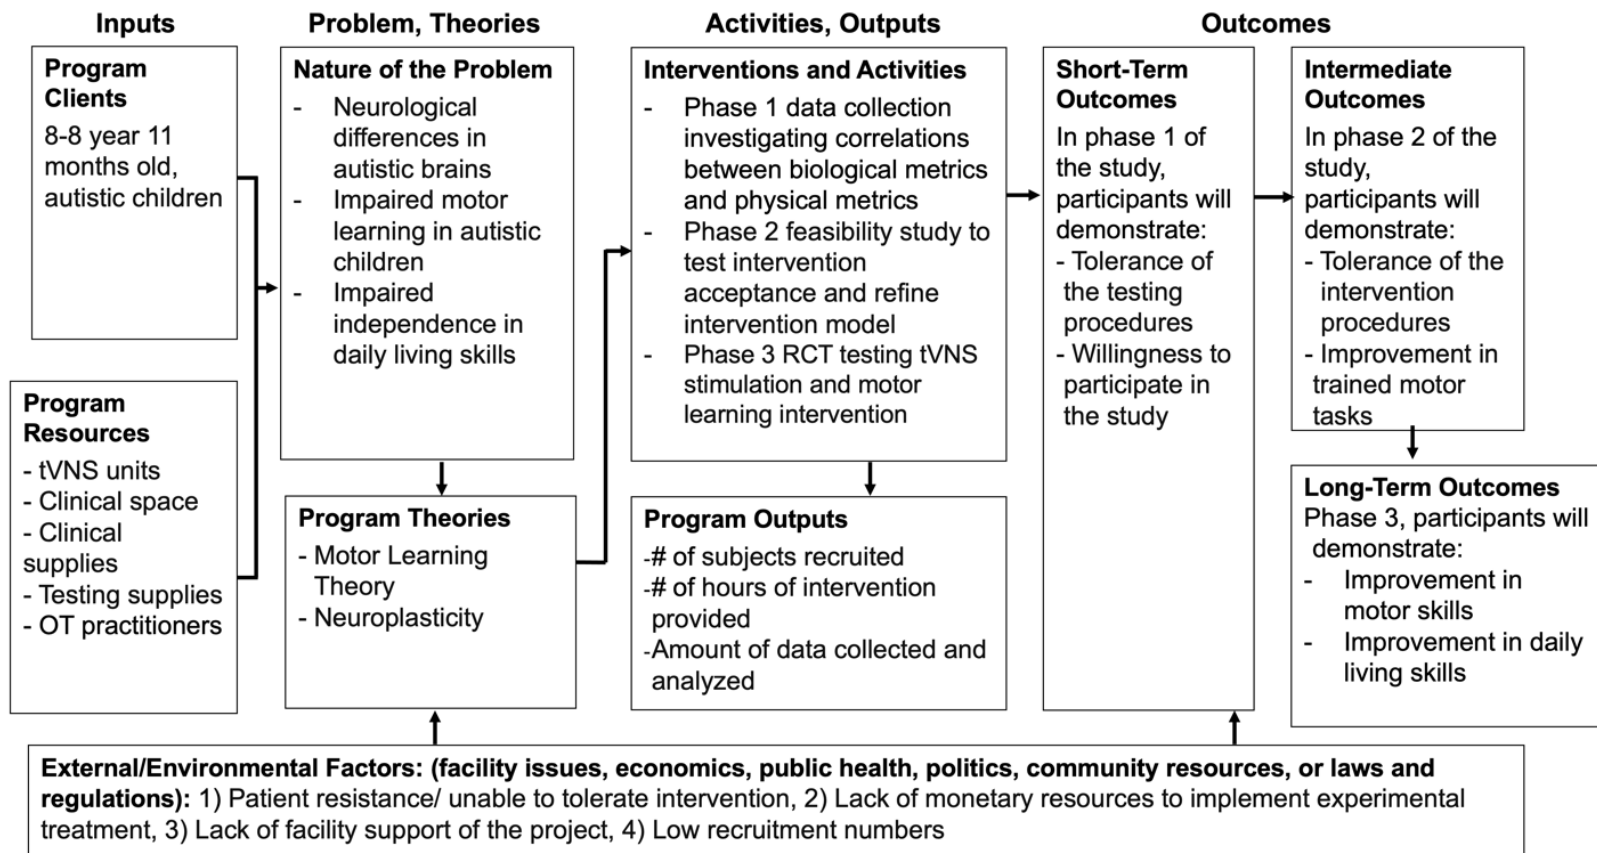 Inputs
Problem, Theories
Activities, Outputs
Outcomes
Program
Clients
8-8 year 11
months old,
autistic children
Program
Resources
- tVNS units
- Clinical space
- Clinical
supplies
- Testing supplies
- OT practitioners
Nature of the Problem
- Neurological
differences in
autistic brains
- Impaired motor
learning in autistic
children
- Impaired
independence in
daily living skills
Program Theories
- Motor Learning
Theory
- Neuroplasticity
Interventions and Activities
- Phase 1 data collection
investigating correlations
between biological metrics
and physical metrics
- Phase 2 feasibility study to
test intervention
acceptance and refine
intervention model
- Phase 3 RCT testing tVNS
stimulation and motor
learning intervention
Program Outputs
-# of subjects recruited
-# of hours of intervention
provided
-Amount of data collected and
analyzed
Short-Term
Outcomes
In phase 1 of
the study,
participants will
demonstrate:
- Tolerance of
the testing
procedures
- Willingness to
participate in
the study
Intermediate
Outcomes
In phase 2 of the
study,
participants will
demonstrate:
- Tolerance of the
intervention
procedures
- Improvement in
trained motor
tasks
Long-Term Outcomes
Phase 3, participants will
demonstrate:
- Improvement in
motor skills
- Improvement in daily
living skills
External/Environmental Factors: (facility issues, economics, public health, politics, community resources, or laws and
regulations): 1) Patient resistance/ unable to tolerate intervention, 2) Lack of monetary resources to implement experimental
treatment, 3) Lack of facility support of the project, 4) Low recruitment numbers